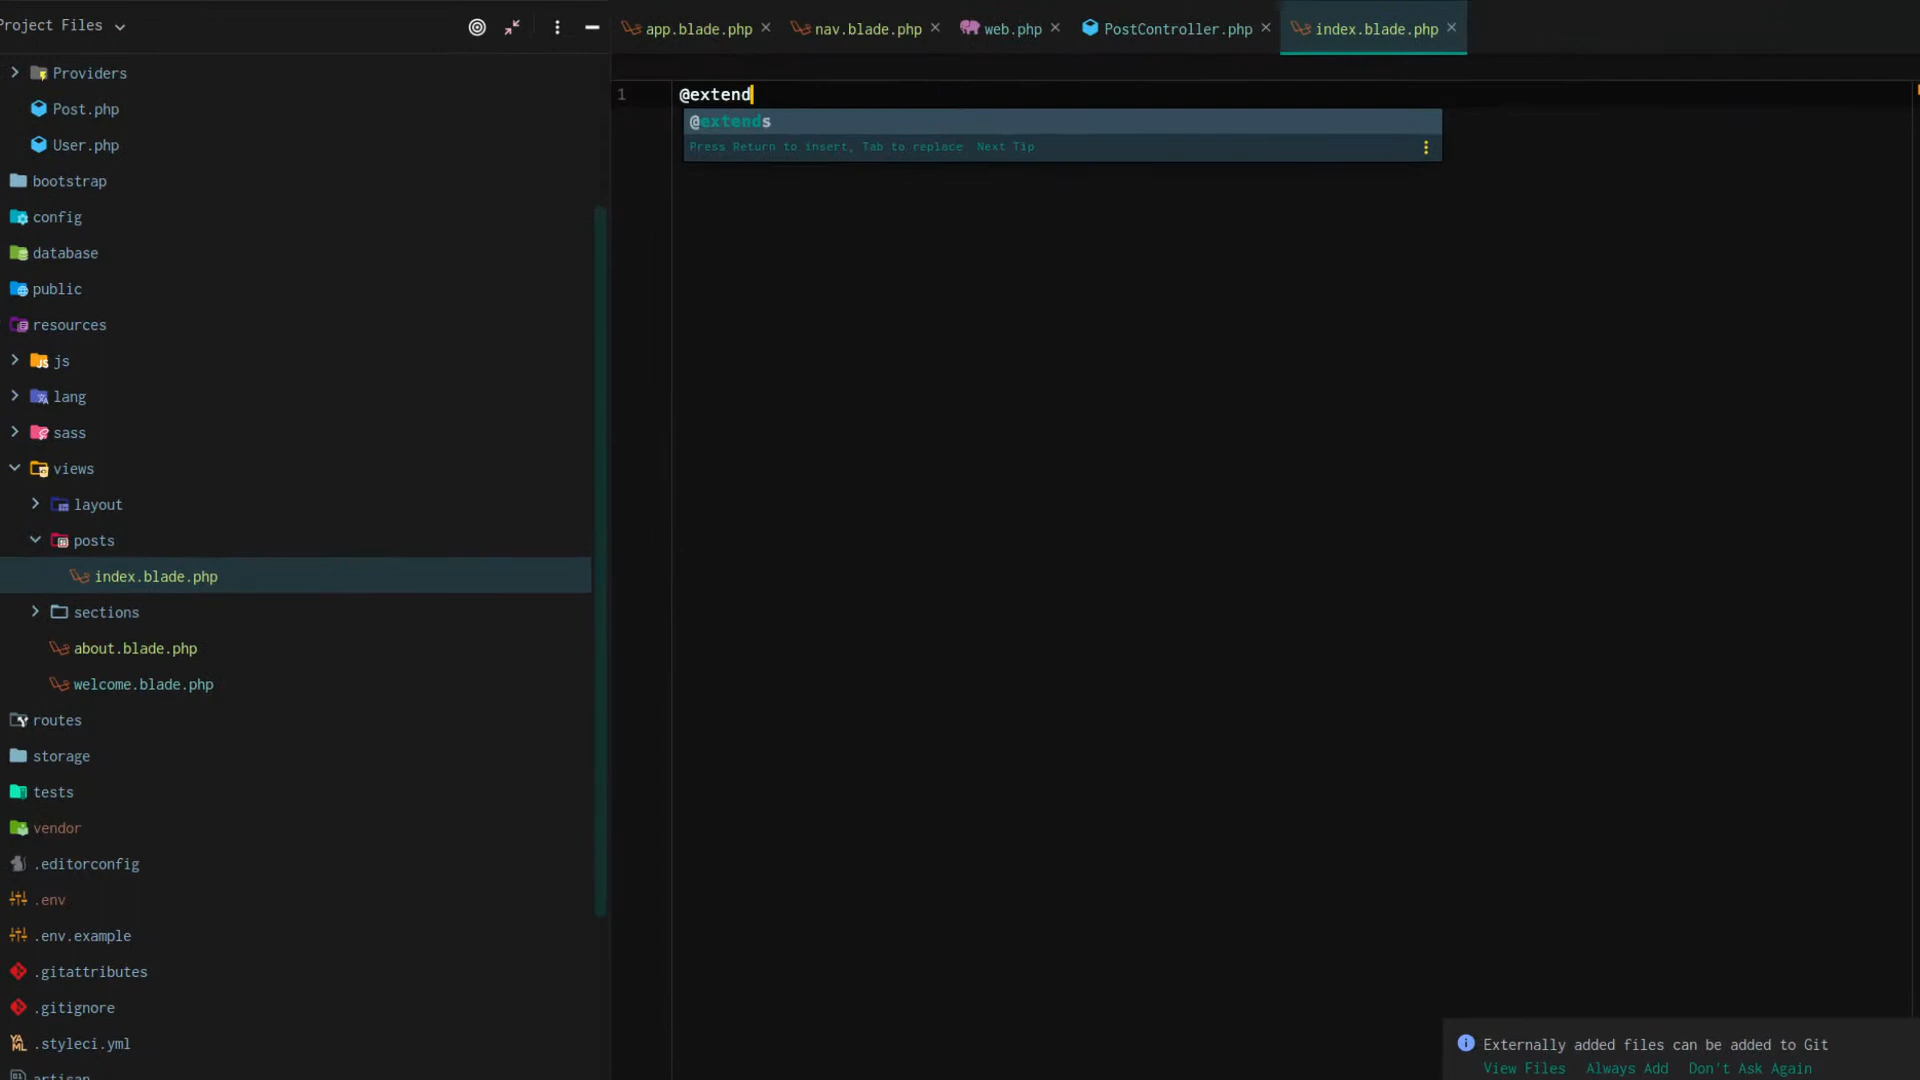 Project Files
Providers
Post.php
User.php
bootstrap
config
database
public
resources
js
lang
sass
views
layout
posts
index.blade.php
sections
about.blade.php
welcome.blade.php
routes
storage
tests
vendor
.editorconfig
.env
.env.example
.gitattributes
.gitignore
.styleci.yml
artisan
app.blade.php
nav.blade.php
web.php
PostController.php
index.blade.php
1 @extend
@extends
Press Return to insert, Tab to replace Next Tip
Externally added files can be added to Git
View Files Always Add Don't Ask Again